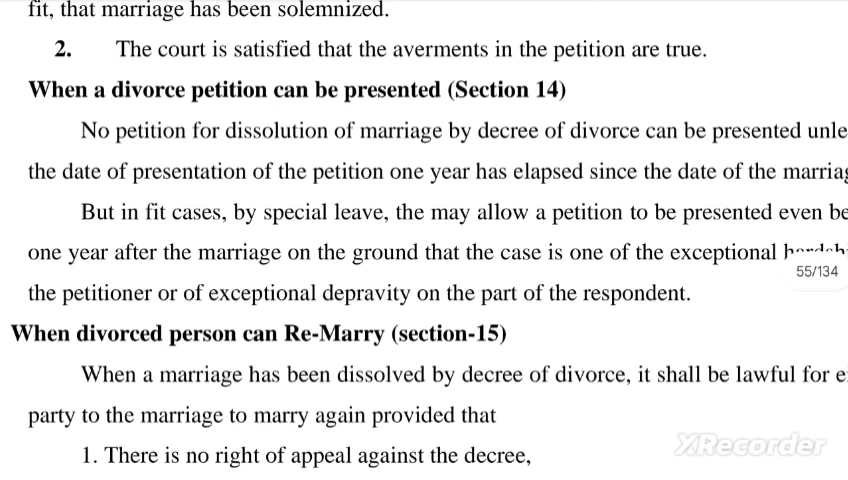 fit, that marriage has been solemnized.
2. The court is satisfied that the averments in the petition are true.
When a divorce petition can be presented (Section 14)
No petition for dissolution of marriage by decree of divorce can be presented
the date of presentation of the petition one year has elapsed since the date of the
But in fit cases, by special leave, the may allow a petition to be presented even
one year after the marriage on the ground that the case is one of the exceptional
55/134
the petitioner or of exceptional depravity on the part of the respondent.
When divorced person can Re-Marry (section-15)
When a marriage has been dissolved by decree of divorce, it shall be lawful for
party to the marriage to marry again provided that
XRecorder
1. There is no right of appeal against the decree,